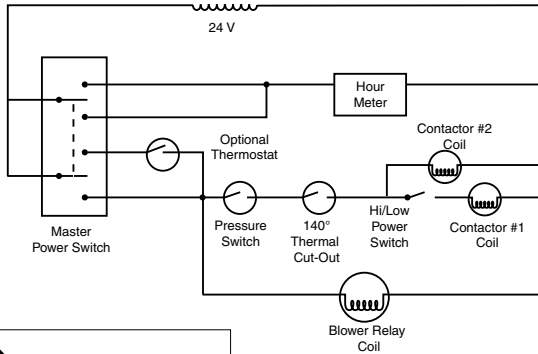 24 V
Hour
Meter
Optional
Thermostat
Contactor #2
Coil
Master
Power Switch
Pressure
Switch
140°
Thermal
Cut-Out
Hi/Low
Power
Switch
Contactor #1
Coil
Blower Relay
Coil